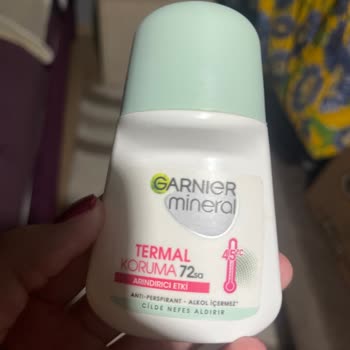 GARNIER
mineral
TERMAL
KORUMA 72sa
45°C
ARINDIRICI ETKİ
ANTI-PERSPIRANT - ALKOL İÇERMEZ*
CİLDE NEFES ALDIRIR